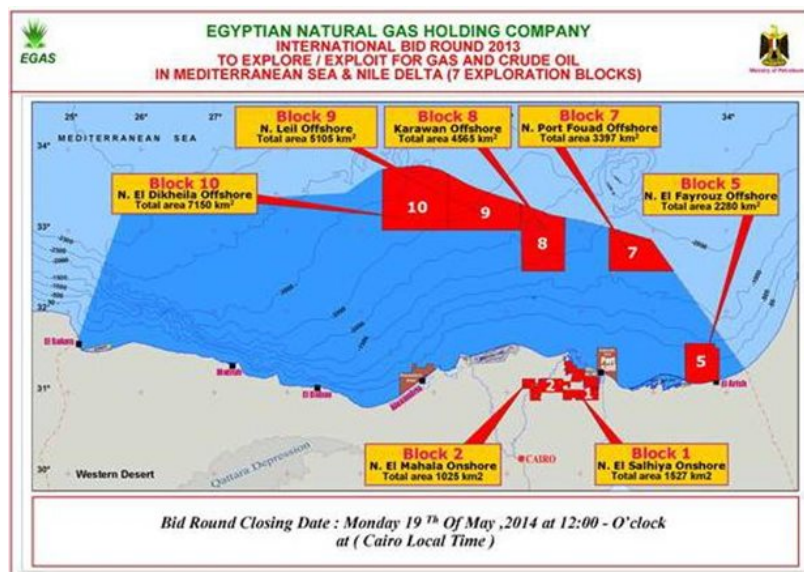 EGYPTIAN NATURAL GAS HOLDING COMPANY
INTERNATIONAL BID ROUND 2013
TO EXPLORE / EXPLOIT FOR GAS AND CRUDE OIL
IN MEDITERRANEAN SEA & NILE DELTA (7 EXPLORATION BLOCKS)
EGAS
Ministry of Petroleum
25° 26° 27° 34°
MEDITERRANEAN SEA
34°
33°
32°
31°
30°
Block 9
N. Leil Offshore
Total area 5105 km²
Block 8
Karawan Offshore
Total area 4565 km²
Block 7
N. Port Fouad Offshore
Total area 3397 km²
Block 10
N. El Dikheila Offshore
Total area 7150 km²
Block 5
N. El Fayrouz Offshore
Total area 2280 km²
10
9
8
7
5
2
1
Alexandria
Port
El Arish
Block 2
N. El Mahala Onshore
Total area 1025 km2
Block 1
N. El Salhiya Onshore
Total area 1527 km2
CAIRO
Western Desert
Qattara Depression
Bid Round Closing Date : Monday 19 Th Of May ,2014 at 12:00 - O'clock
at ( Cairo Local Time )